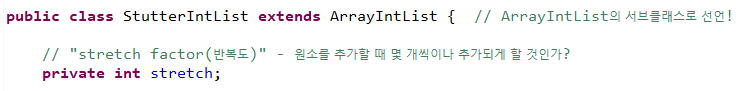 public class StutterIntList extends ArrayIntList {  // ArrayIntList의 서브클래스로 선언!
// "stretch factor(반복도)" - 원소를 추가할 때 몇 개씩이나 추가되게 할 것인가?
private int stretch;